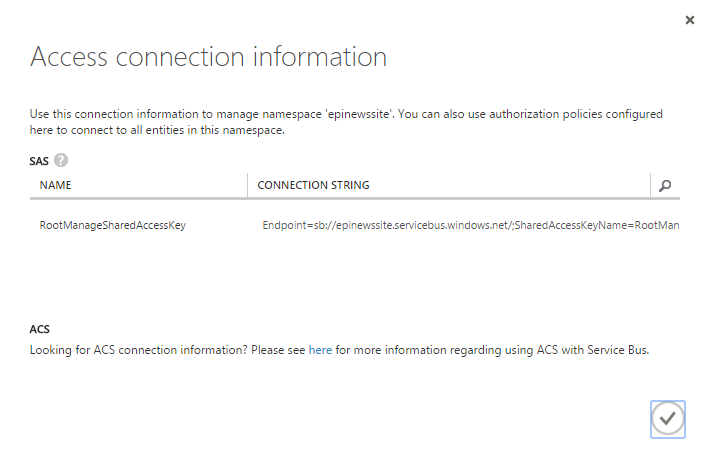 Access connection information
Use this connection information to manage namespace 'epinewssite'. You can also use authorization policies configured
here to connect to all entities in this namespace.
SAS ?
NAME CONNECTION STRING
RootManageSharedAccessKey Endpoint=sb://epinewssite.servicebus.windows.net/;SharedAccessKeyName=RootMan
ACS
Looking for ACS connection information? Please see here for more information regarding using ACS with Service Bus.